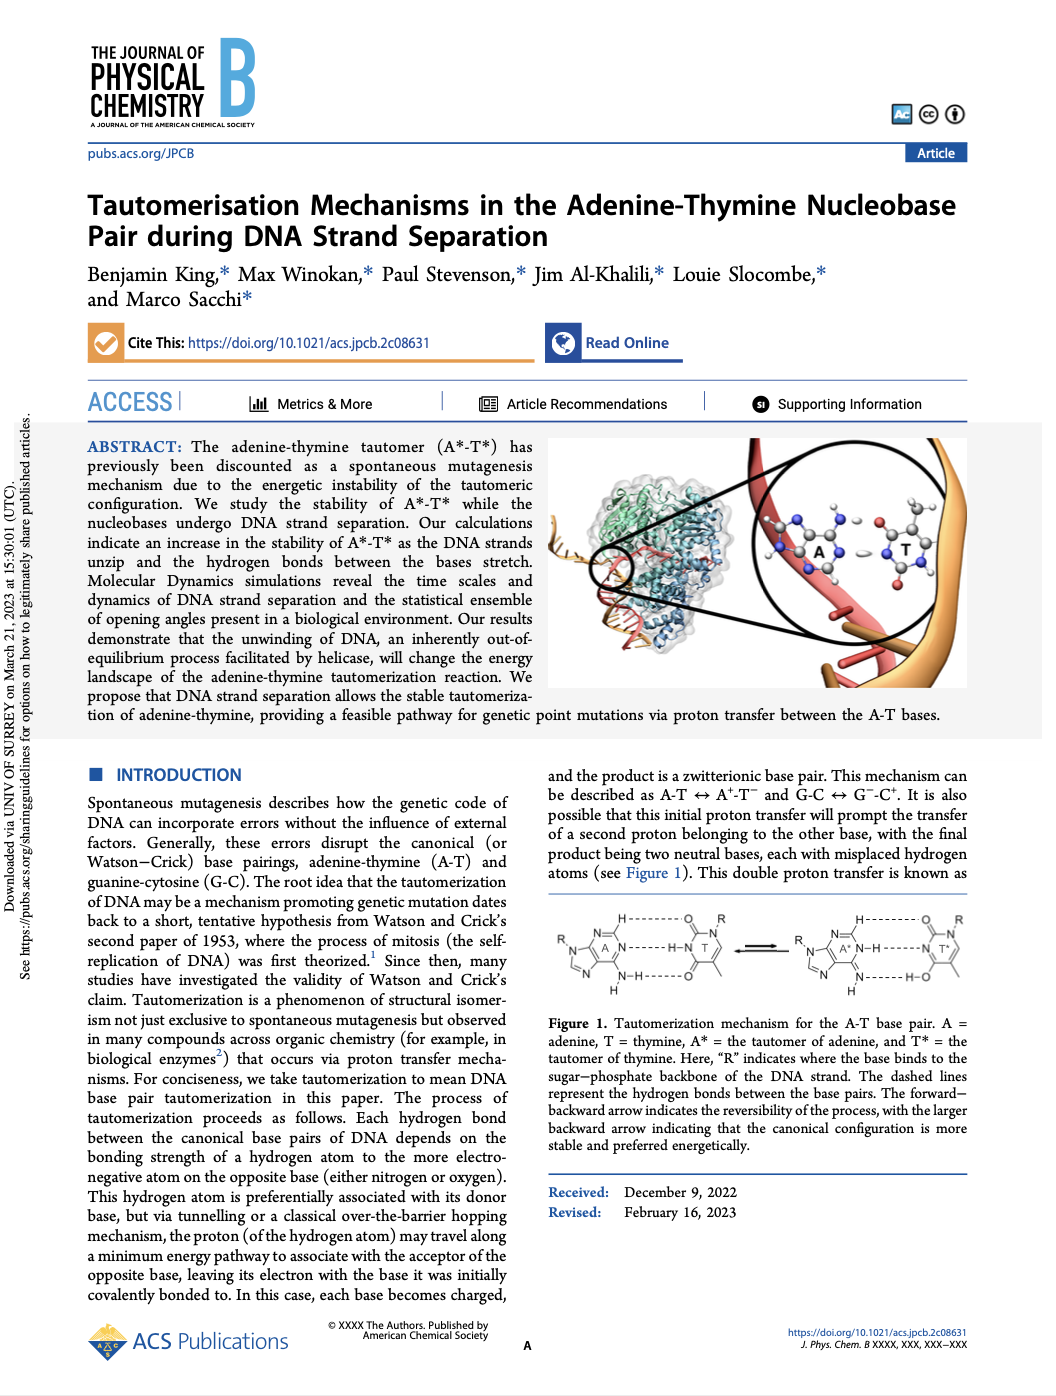 THE JOURNAL OF
PHYSICAL
CHEMISTRY
B
A JOURNAL OF THE AMERICAN CHEMICAL SOCIETY
Ac cc
pubs.acs.org/JPCB
Article
Tautomerisation Mechanisms in the Adenine-Thymine Nucleobase
Pair during DNA Strand Separation
Benjamin King,* Max Winokan,* Paul Stevenson,* Jim Al-Khalili,* Louie Slocombe,*
and Marco Sacchi*
Cite This: https://doi.org/10.1021/acs.jpcb.2c08631
Read Online
ACCESS
Metrics & More
Article Recommendations
SI Supporting Information
ABSTRACT: The adenine-thymine tautomer (A*-T*) has
previously been discounted as a spontaneous mutagenesis
mechanism due to the energetic instability of the tautomeric
configuration. We study the stability of A*-T* while the
nucleobases undergo DNA strand separation. Our calculations
indicate an increase in the stability of A*-T* as the DNA strands
unzip and the hydrogen bonds between the bases stretch.
Molecular Dynamics simulations reveal the time scales and
dynamics of DNA strand separation and the statistical ensemble
of opening angles present in a biological environment. Our results
demonstrate that the unwinding of DNA, an inherently out-of-
equilibrium process facilitated by helicase, will change the energy
landscape of the adenine-thymine tautomerization reaction. We
propose that DNA strand separation allows the stable tautomeriza-
tion of adenine-thymine, providing a feasible pathway for genetic point mutations via proton transfer between the A-T bases.
A
T
INTRODUCTION
Spontaneous mutagenesis describes how the genetic code of
DNA can incorporate errors without the influence of external
factors. Generally, these errors disrupt the canonical (or
Watson−Crick) base pairings, adenine-thymine (A-T) and
guanine-cytosine (G-C). The root idea that the tautomerization
of DNA may be a mechanism promoting genetic mutation dates
back to a short, tentative hypothesis from Watson and Crick's
second paper of 1953, where the process of mitosis (the self-
replication of DNA) was first theorized.1 Since then, many
studies have investigated the validity of Watson and Crick's
claim. Tautomerization is a phenomenon of structural isomer-
ism not just exclusive to spontaneous mutagenesis but observed
in many compounds across organic chemistry (for example, in
biological enzymes2) that occurs via proton transfer mecha-
nisms. For conciseness, we take tautomerization to mean DNA
base pair tautomerization in this paper. The process of
tautomerization proceeds as follows. Each hydrogen bond
between the canonical base pairs of DNA depends on the
bonding strength of a hydrogen atom to the more electro-
negative atom on the opposite base (either nitrogen or oxygen).
This hydrogen atom is preferentially associated with its donor
base, but via tunnelling or a classical over-the-barrier hopping
mechanism, the proton (of the hydrogen atom) may travel along
a minimum energy pathway to associate with the acceptor of the
opposite base, leaving its electron with the base it was initially
covalently bonded to. In this case, each base becomes charged,
and the product is a zwitterionic base pair. This mechanism can
be described as A-T ↔ A+-T− and G-C ↔ G−-C+. It is also
possible that this initial proton transfer will prompt the transfer
of a second proton belonging to the other base, with the final
product being two neutral bases, each with misplaced hydrogen
atoms (see Figure 1). This double proton transfer is known as
H O R H O R
R N N R N N
N A N H-N T N A* N-H N T*
N N-H O N N H-O
H H
Figure 1. Tautomerization mechanism for the A-T base pair. A =
adenine, T = thymine, A* = the tautomer of adenine, and T* = the
tautomer of thymine. Here, "R" indicates where the base binds to the
sugar−phosphate backbone of the DNA strand. The dashed lines
represent the hydrogen bonds between the base pairs. The forward−
backward arrow indicates the reversibility of the process, with the larger
backward arrow indicating that the canonical configuration is more
stable and preferred energetically.
Received: December 9, 2022
Revised: February 16, 2023
ACS Publications
© XXXX The Authors. Published by
American Chemical Society
A
https://doi.org/10.1021/acs.jpcb.2c08631
J. Phys. Chem. B XXXX, XXX, XXX−XXX
Downloaded via UNIV OF SURREY on March 21, 2023 at 15:30:01 (UTC).
See https://pubs.acs.org/sharingguidelines for options on how to legitimately share published articles.